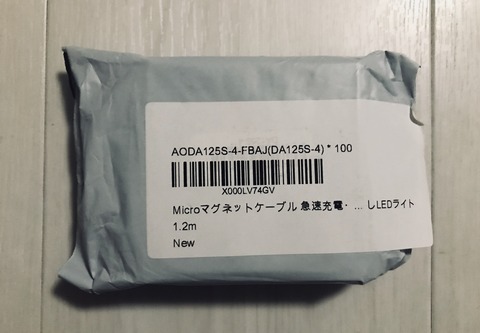 AODA125S-4-FBAJ(DA125S-4) * 100
X000LV74GV
Microマグネットケーブル 急速充電・ ... しLEDライト
1.2m
New